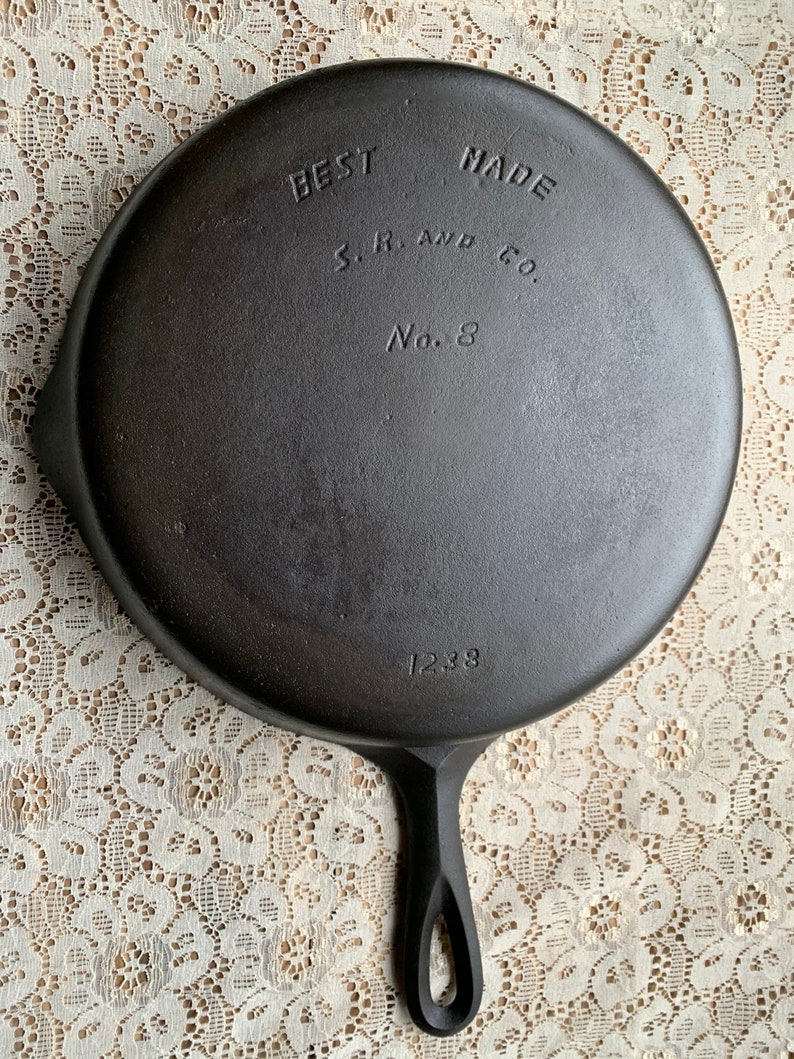 BEST MADE
S. R. AND CO.
No. 8
1238